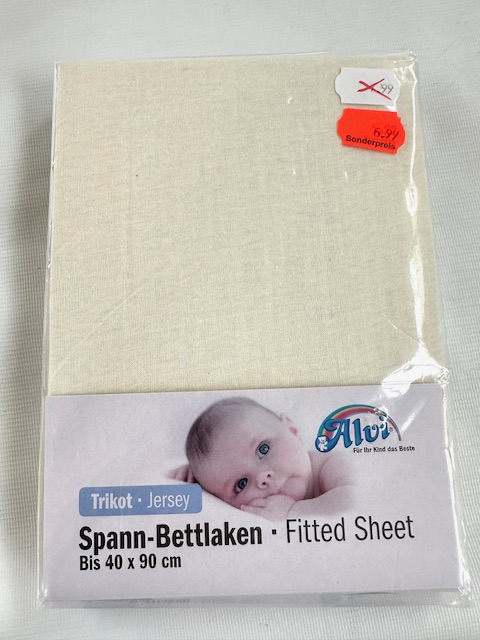 99
6.99
Sonderpreis
Alvi
Für Ihr Kind das Beste
Trikot · Jersey
Spann-Bettlaken · Fitted Sheet
Bis 40 x 90 cm